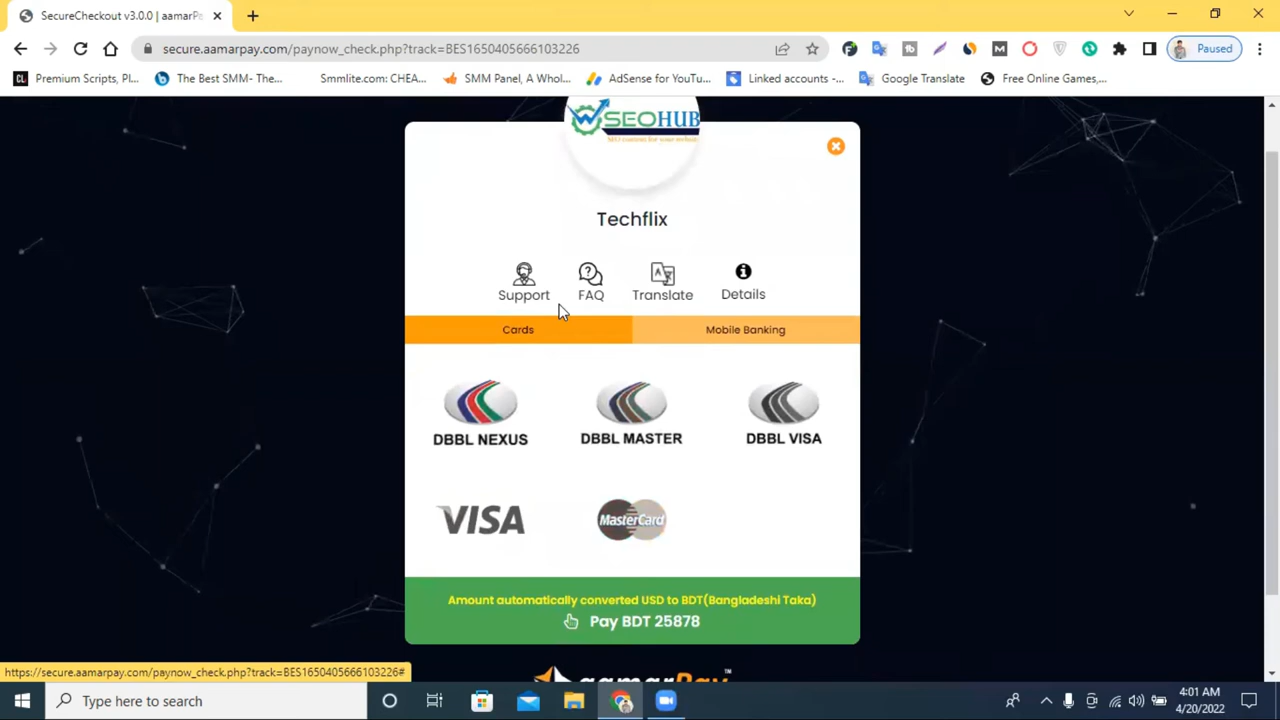 SecureCheckout v3.0.0 | aamarPa
secure.aamarpay.com/paynow_check.php?track=BES1650405666103226
Paused
CL Premium Scripts, Pl...
The Best SMM- The...
Smmlite.com: CHEA...
SMM Panel, A Whol...
AdSense for YouTu...
Linked accounts -...
Google Translate
Free Online Games,...
SEOHUB
Techflix
Support
FAQ
Translate
Details
Cards
Mobile Banking
DBBL NEXUS
DBBL MASTER
DBBL VISA
VISA
MasterCard
Amount automatically converted USD to BDT(Bangladeshi Taka)
Pay BDT 25878
aamarPay
https://secure.aamarpay.com/paynow_check.php?track=BES1650405666103226#
Type here to search
4:01 AM
4/20/2022